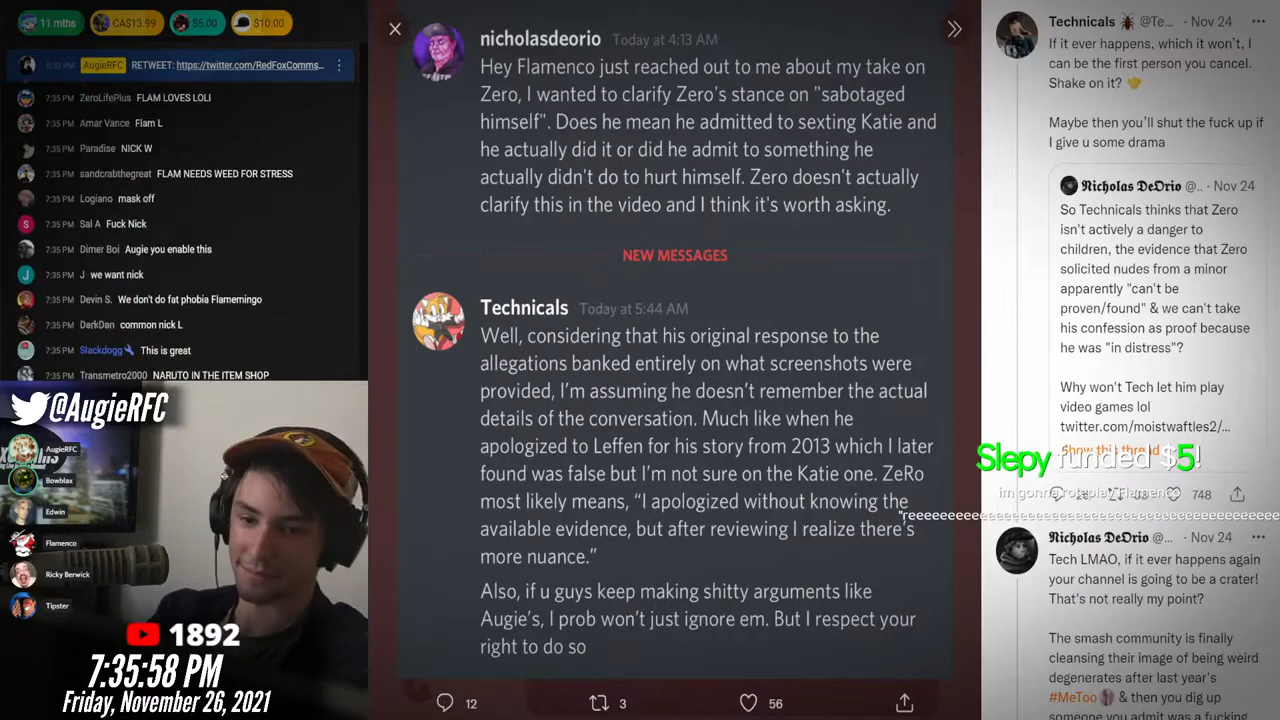 11 mths
CA$13.99
$5.00
$10.00
AugieRFC RETWEET: https://twitter.com/RedFoxComms...
7:35 PM ZeroLifePlus FLAM LOVES LOLI
7:35 PM Amar Vance Flam L
7:35 PM Paradise NICK W
7:35 PM sandcrabthegreat FLAM NEEDS WEED FOR STRESS
7:35 PM Logiano mask off
S 7:35 PM Sal A Fuck Nick
7:35 PM Dimer Boi Augie you enable this
J 7:35 PM J we want nick
7:35 PM Devin S. We don't do fat phobia Flamemingo
7:35 PM DarkDan common nick L
7:35 PM Slackdogg This is great
7:35 PM Transmetro2000 NARUTO IN THE ITEM SHOP
@AugieRFC
AugieRFC
Bowblax
Edwin
Flamenco
Ricky Berwick
Tipster
1892
7:35:58 PM
Friday, November 26, 2021
nicholasdeorio Today at 4:13 AM
Hey Flamenco just reached out to me about my take on
Zero, I wanted to clarify Zero's stance on "sabotaged
himself". Does he mean he admitted to sexting Katie and
he actually did it or did he admit to something he
actually didn't do to hurt himself. Zero doesn't actually
clarify this in the video and I think it's worth asking.
NEW MESSAGES
Technicals Today at 5:44 AM
Well, considering that his original response to the
allegations banked entirely on what screenshots were
provided, I'm assuming he doesn't remember the actual
details of the conversation. Much like when he
apologized to Leffen for his story from 2013 which I later
found was false but I'm not sure on the Katie one. ZeRo
most likely means, “I apologized without knowing the
available evidence, but after reviewing I realize there's
more nuance.”
Also, if u guys keep making shitty arguments like
Augie's, I prob won't just ignore em. But I respect your
right to do so
12
3
56
Technicals @Te... · Nov 24
If it ever happens, which it won't, I
can be the first person you cancel.
Shake on it?
Maybe then you'll shut the fuck up if
I give u some drama
Nicholas DeOrio @.. · Nov 24
So Technicals thinks that Zero
isn't actively a danger to
children, the evidence that Zero
solicited nudes from a minor
apparently "can't be
proven/found" & we can't take
his confession as proof because
he was "in distress"?
Why won't Tech let him play
video games lol
twitter.com/moistwaftles2/...
Show this thread
Slepy funded $5!
748
im gonna roleplay Flamenco
Nicholas DeOrio @... · Nov 24
Tech LMAO, if it ever happens again
your channel is going to be a crater!
That's not really my point?
The smash community is finally
cleansing their image of being weird
degenerates after last year's
#MeToo & then you dig up
someone you admit was a fucking